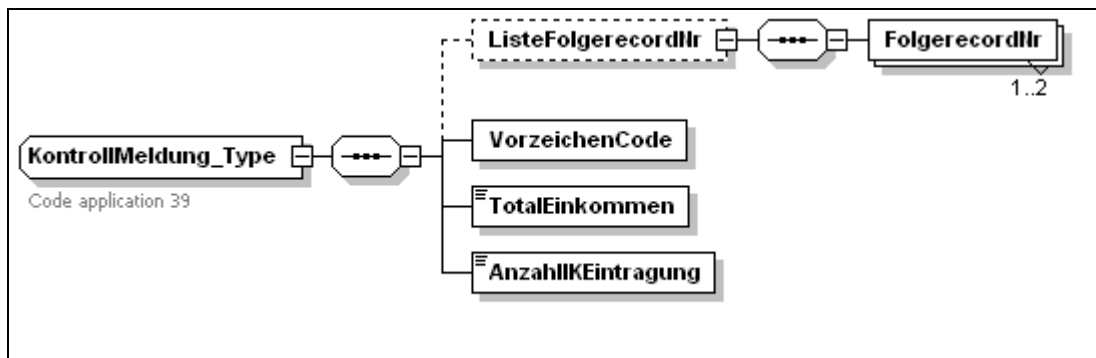 ListeFolgerecordNr
FolgerecordNr
1..2
VorzeichenCode
KontrollMeldung_Type
Code application 39
TotalEinkommen
AnzahlIKEintragung